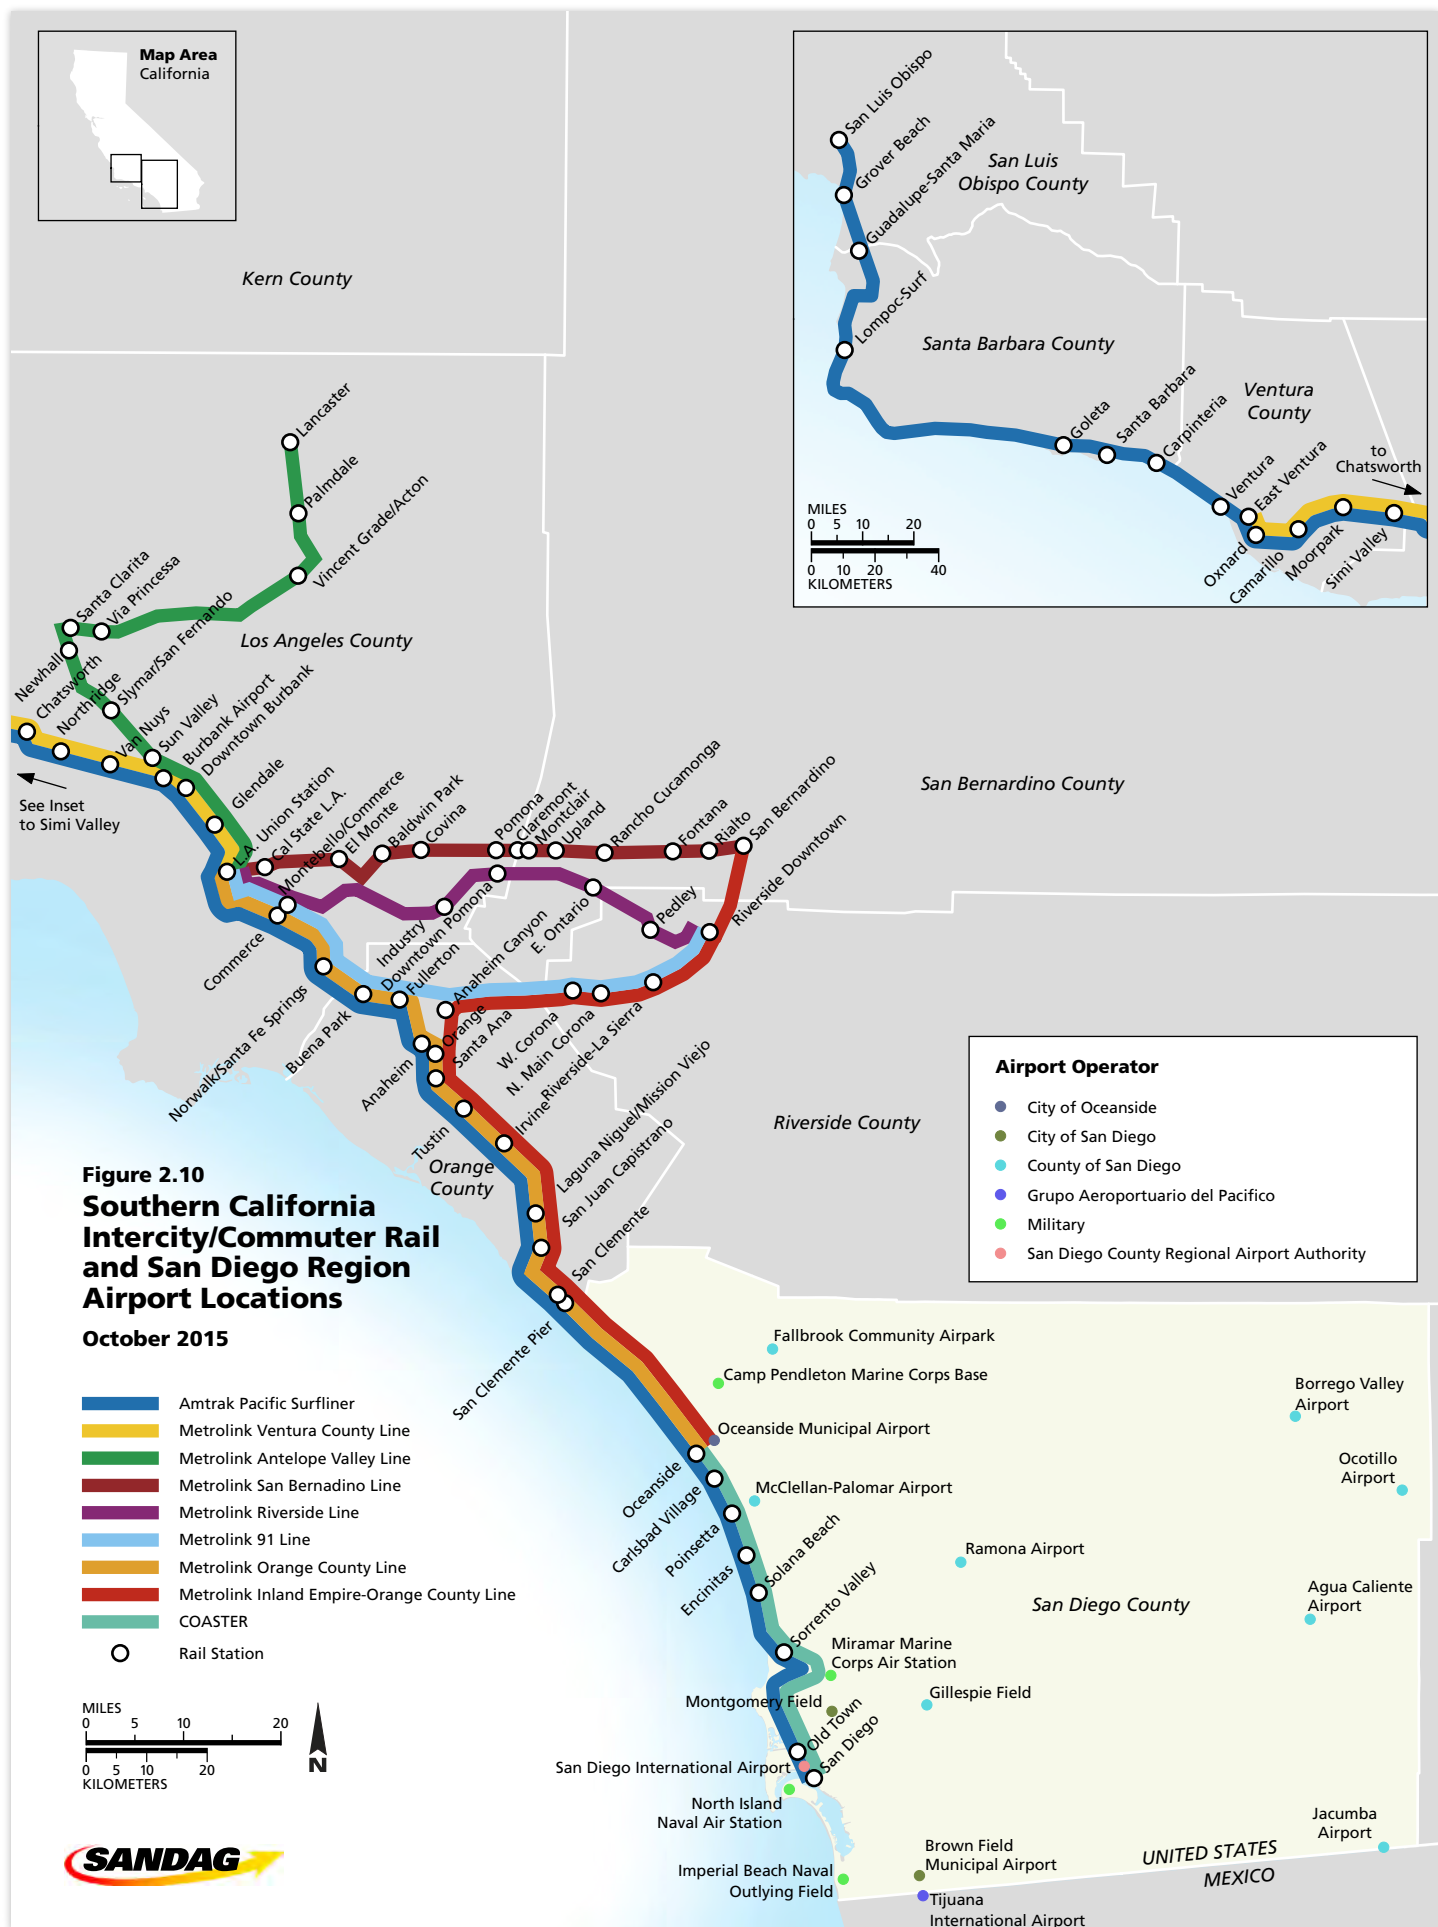 Map Area
California
Kern County
San Luis Obispo
Grover Beach
Guadalupe-Santa Maria
San Luis
Obispo County
Lompoc-Surf
Santa Barbara County
Goleta
Santa Barbara
Carpinteria
Ventura
County
Ventura
East Ventura
to
Chatsworth
Oxnard
Camarillo
Moorpark
Simi Valley
MILES
0 5 10 20
0 10 20 40
KILOMETERS
Lancaster
Palmdale
Vincent Grade/Acton
Santa Clarita
Via Princessa
Newhall
Slymar/San Fernando
Los Angeles County
Chatsworth
Northridge
Van Nuys
Sun Valley
Burbank Airport
Downtown Burbank
Glendale
See Inset
to Simi Valley
L.A. Union Station
Cal State L.A.
Montebello/Commerce
El Monte
Baldwin Park
Covina
Pomona
Claremont
Montclair
Upland
Rancho Cucamonga
Fontana
Rialto
San Bernardino
San Bernardino County
Riverside Downtown
Pedley
E. Ontario
Downtown Pomona
Industry
Commerce
Norwalk/Santa Fe Springs
Buena Park
Fullerton
Anaheim Canyon
Anaheim
Orange
Santa Ana
W. Corona
N. Main Corona
Riverside-La Sierra
Tustin
Irvine
Laguna Niguel/Mission Viejo
San Juan Capistrano
San Clemente
San Clemente Pier
Orange
County
Riverside County
Airport Operator
City of Oceanside
City of San Diego
County of San Diego
Grupo Aeroportuario del Pacifico
Military
San Diego County Regional Airport Authority
Figure 2.10
Southern California
Intercity/Commuter Rail
and San Diego Region
Airport Locations
October 2015
Amtrak Pacific Surfliner
Metrolink Ventura County Line
Metrolink Antelope Valley Line
Metrolink San Bernadino Line
Metrolink Riverside Line
Metrolink 91 Line
Metrolink Orange County Line
Metrolink Inland Empire-Orange County Line
COASTER
Rail Station
MILES
0 5 10 20
0 5 10 20
KILOMETERS
N
SANDAG
Fallbrook Community Airpark
Camp Pendleton Marine Corps Base
Oceanside Municipal Airport
Borrego Valley
Airport
Ocotillo
Airport
Oceanside
Carlsbad Village
McClellan-Palomar Airport
Poinsetta
Encinitas
Solana Beach
Ramona Airport
Agua Caliente
Airport
San Diego County
Sorrento Valley
Miramar Marine
Corps Air Station
Montgomery Field
Gillespie Field
Old Town
San Diego
San Diego International Airport
North Island
Naval Air Station
Jacumba
Airport
Brown Field
Municipal Airport
Imperial Beach Naval
Outlying Field
UNITED STATES
MEXICO
Tijuana
International Airport